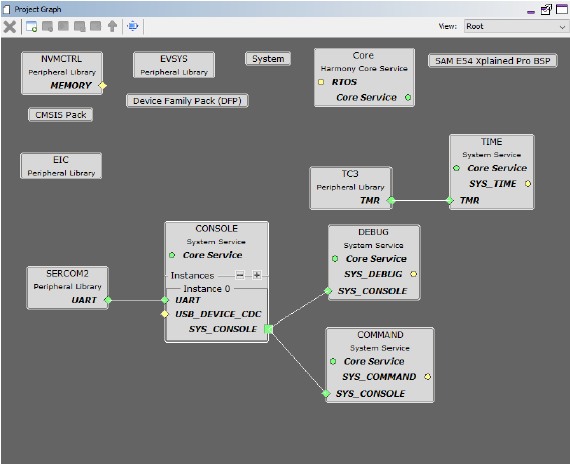 Project Graph
View:
Root
NVMCTRL
Peripheral Library
MEMORY
EVSYS
Peripheral Library
System
Core
Harmony Core Service
RTOS
Core Service
SAM E54 Xplained Pro BSP
CMSIS Pack
Device Family Pack (DFP)
EIC
Peripheral Library
TC3
Peripheral Library
TMR
TIME
System Service
Core Service
SYS_TIME
TMR
CONSOLE
System Service
Core Service
Instances
Instance 0
UART
USB_DEVICE_CDC
SYS_CONSOLE
SERCOM2
Peripheral Library
UART
DEBUG
System Service
Core Service
SYS_DEBUG
SYS_CONSOLE
COMMAND
System Service
Core Service
SYS_COMMAND
SYS_CONSOLE